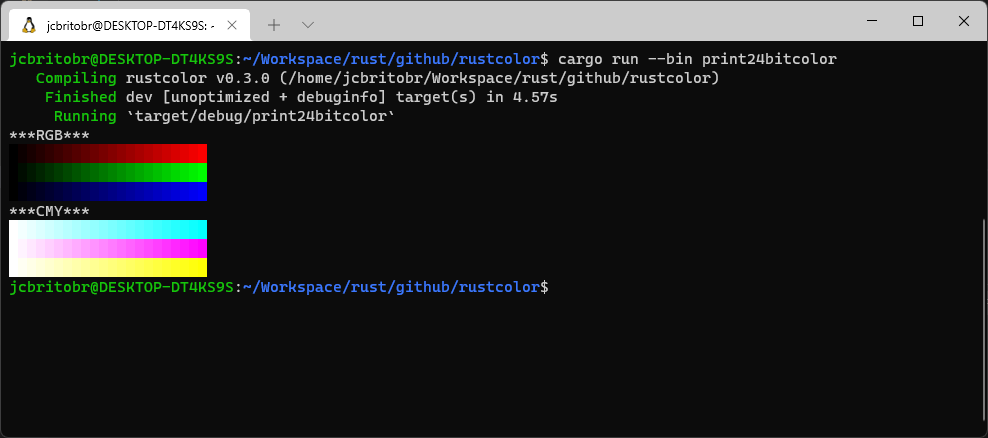 jcbritobr@DESKTOP-DT4KS9S: ~
jcbritobr@DESKTOP-DT4KS9S:~/Workspace/rust/github/rustcolor$ cargo run --bin print24bitcolor
Compiling rustcolor v0.3.0 (/home/jcbritobr/Workspace/rust/github/rustcolor)
Finished dev [unoptimized + debuginfo] target(s) in 4.57s
Running `target/debug/print24bitcolor`
***RGB***
***CMY***
jcbritobr@DESKTOP-DT4KS9S:~/Workspace/rust/github/rustcolor$